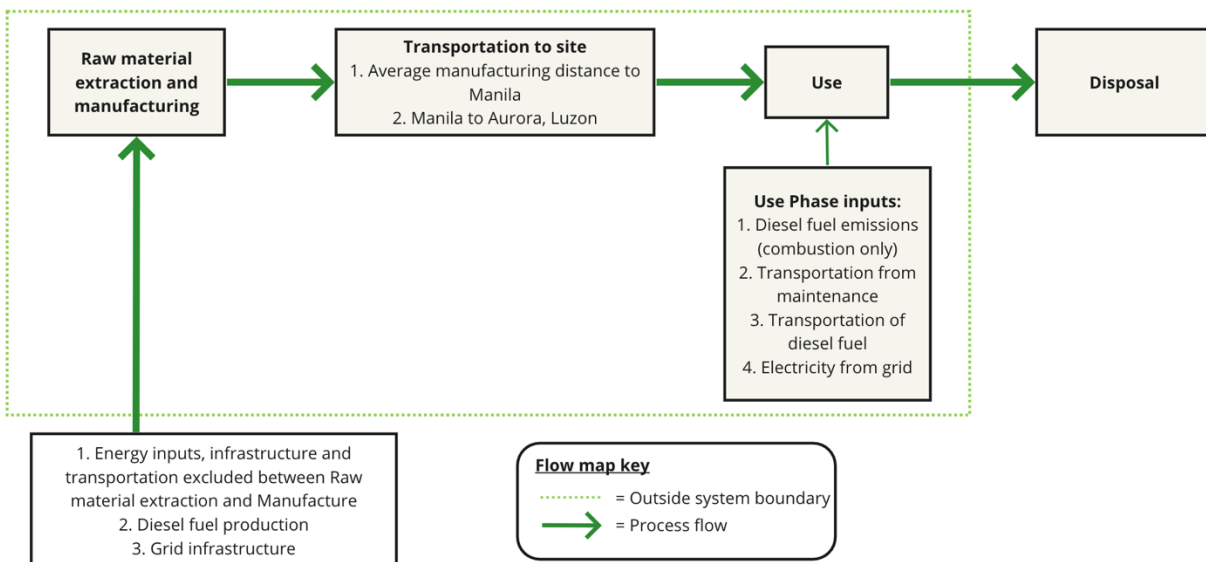 Raw material
extraction and
manufacturing
Transportation to site
1. Average manufacturing distance to
Manila
2. Manila to Aurora, Luzon
Use
Disposal
Use Phase inputs:
1. Diesel fuel emissions
(combustion only)
2. Transportation from
maintenance
3. Transportation of
diesel fuel
4. Electricity from grid
1. Energy inputs, infrastructure and
transportation excluded between Raw
material extraction and Manufacture
2. Diesel fuel production
3. Grid infrastructure
Flow map key
= Outside system boundary
= Process flow